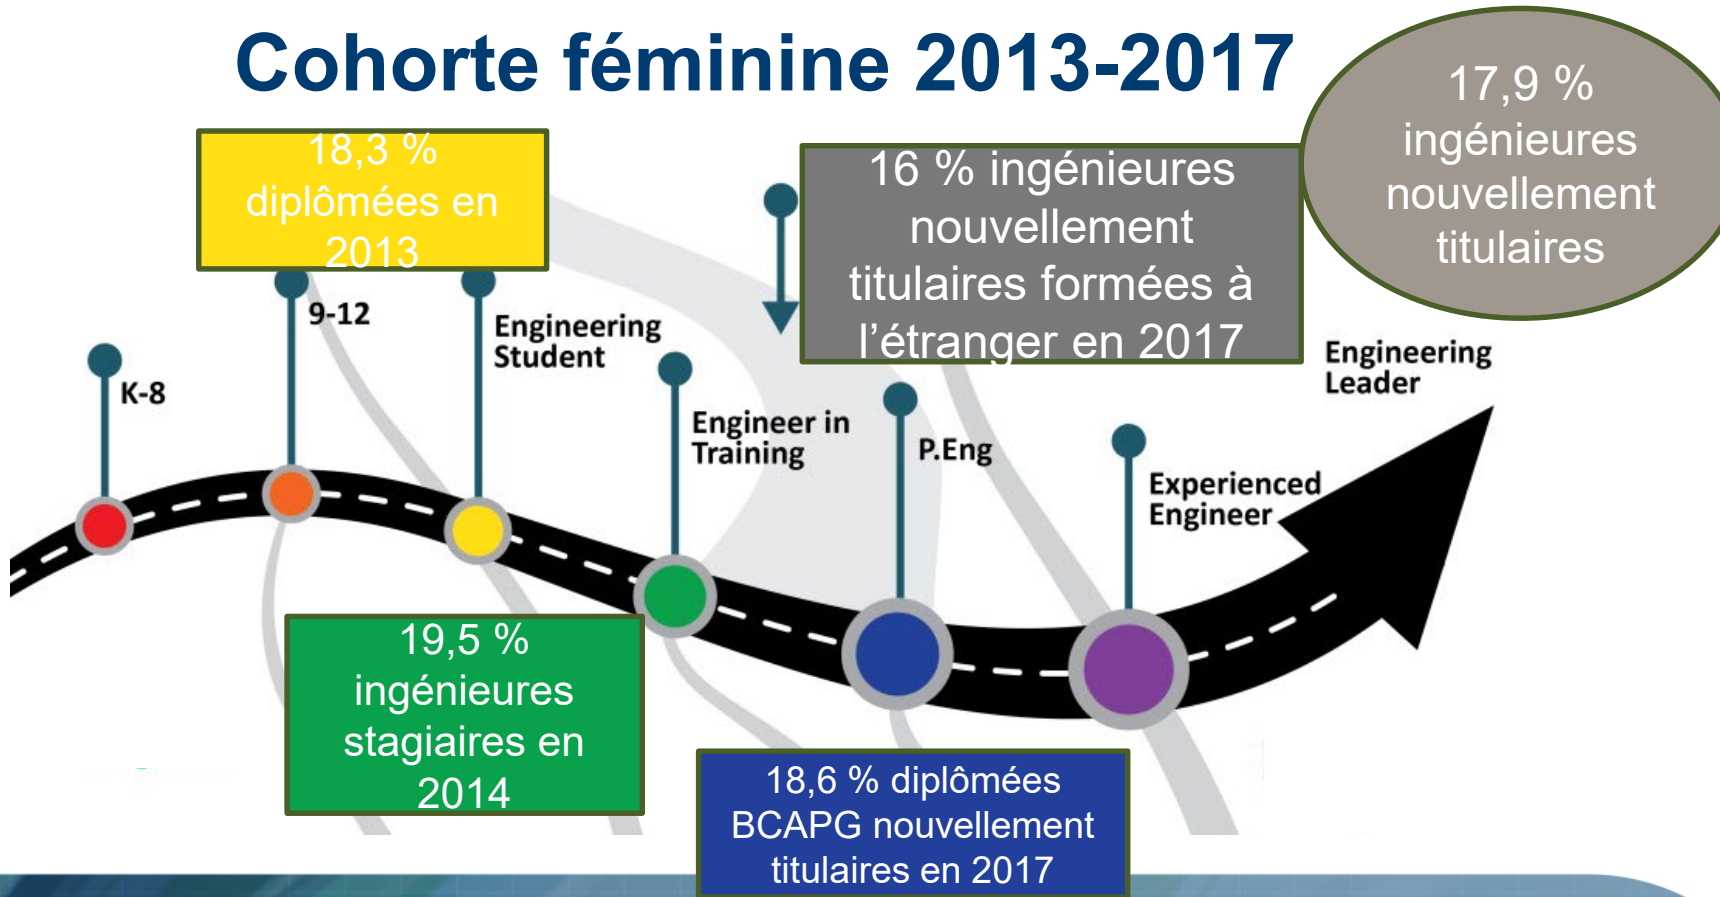 Cohorte féminine 2013-2017
17,9 %
ingénieures
nouvellement
titulaires
18,3 %
diplômées en
2013
16 % ingénieures
nouvellement
titulaires formées à
l’étranger en 2017
K-8
9-12
Engineering
Student
Engineer in
Training
P.Eng
Experienced
Engineer
Engineering
Leader
19,5 %
ingénieures
stagiaires en
2014
18,6 % diplômées
BCAPG nouvellement
titulaires en 2017